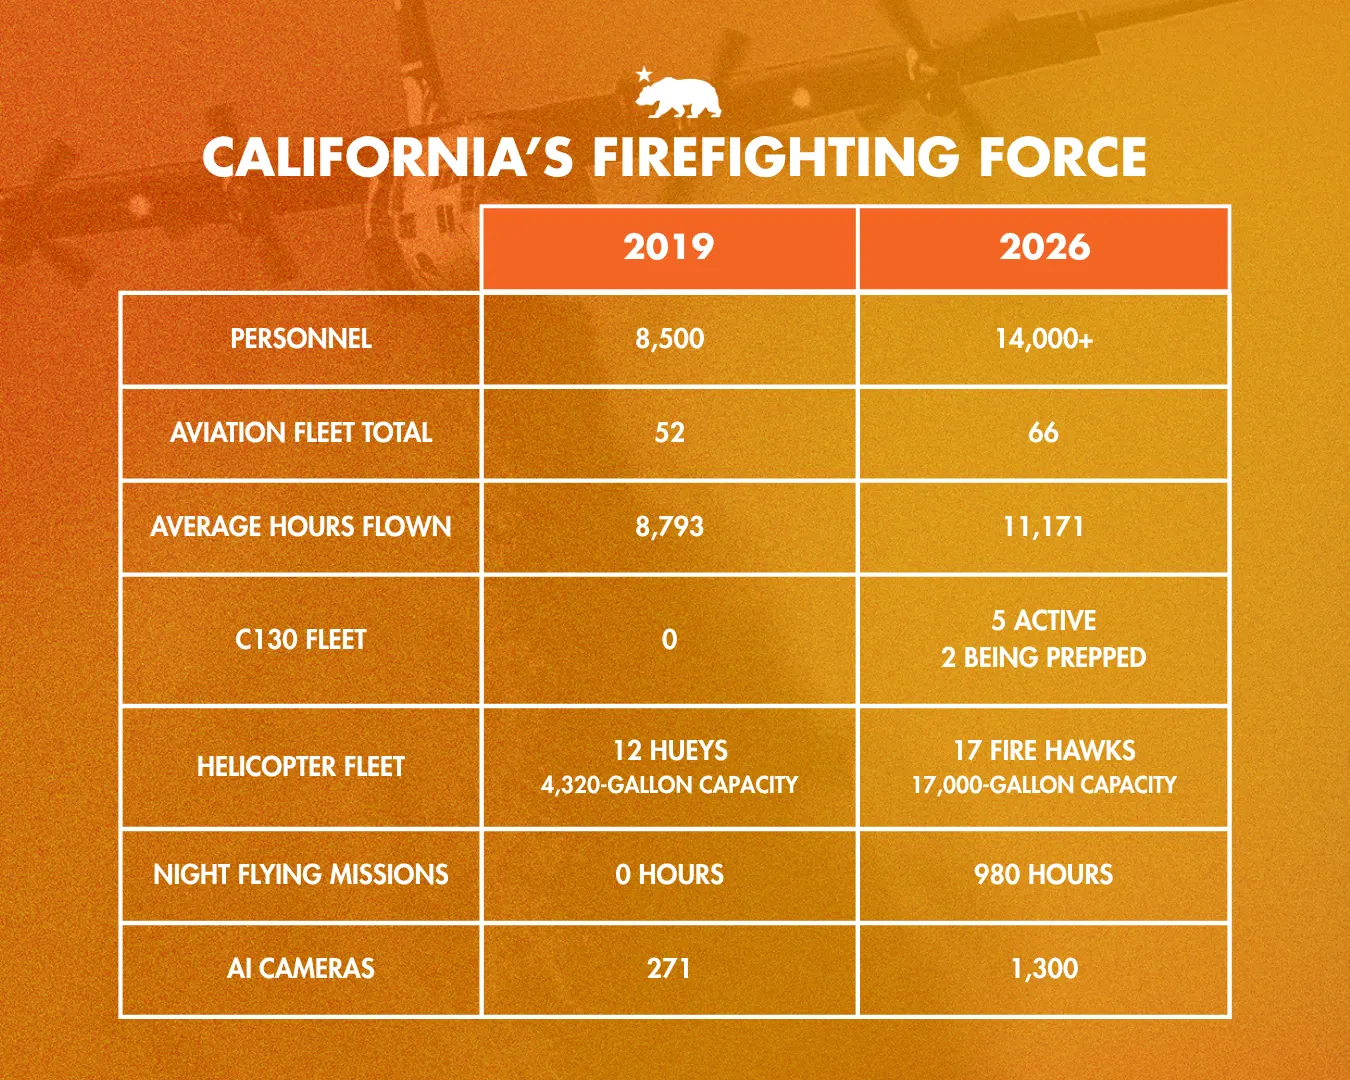 CALIFORNIA'S FIREFIGHTING FORCE
2019 2026
PERSONNEL 8,500 14,000+
AVIATION FLEET TOTAL 52 66
AVERAGE HOURS FLOWN 8,793 11,171
C130 FLEET 0 5 ACTIVE
2 BEING PREPPED
HELICOPTER FLEET 12 HUEYS 17 FIRE HAWKS
4,320-GALLON CAPACITY 17,000-GALLON CAPACITY
NIGHT FLYING MISSIONS 0 HOURS 980 HOURS
AI CAMERAS 271 1,300